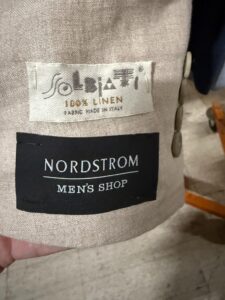 SOLBIATI
100% LINEN
FABRIC MADE IN ITALY
NORDSTROM
MEN'S SHOP